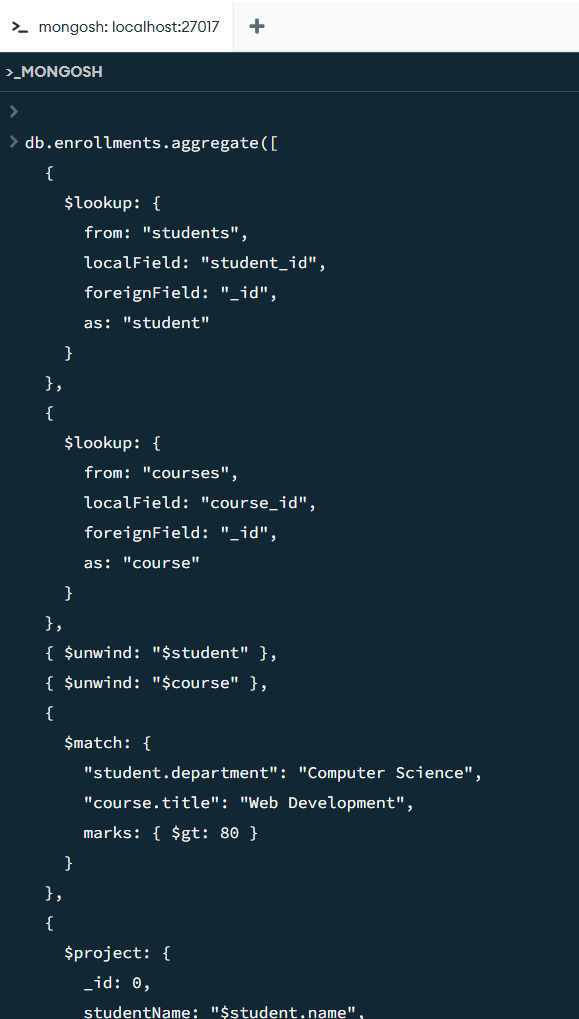 >_ mongosh: localhost:27017 +
>_MONGOSH
>
> db.enrollments.aggregate([
{
$lookup: {
from: "students",
localField: "student_id",
foreignField: "_id",
as: "student"
}
},
{
$lookup: {
from: "courses",
localField: "course_id",
foreignField: "_id",
as: "course"
}
},
{ $unwind: "$student" },
{ $unwind: "$course" },
{
$match: {
"student.department": "Computer Science",
"course.title": "Web Development",
marks: { $gt: 80 }
}
},
{
$project: {
_id: 0,
studentName: "$student.name",